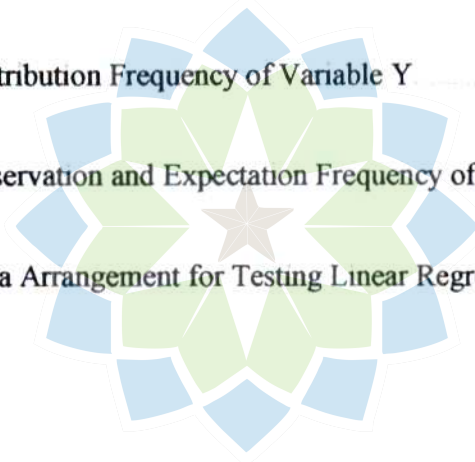 tribution Frequency of Variable Y
servation and Expectation Frequency of
a Arrangement for Testing Linear Regr